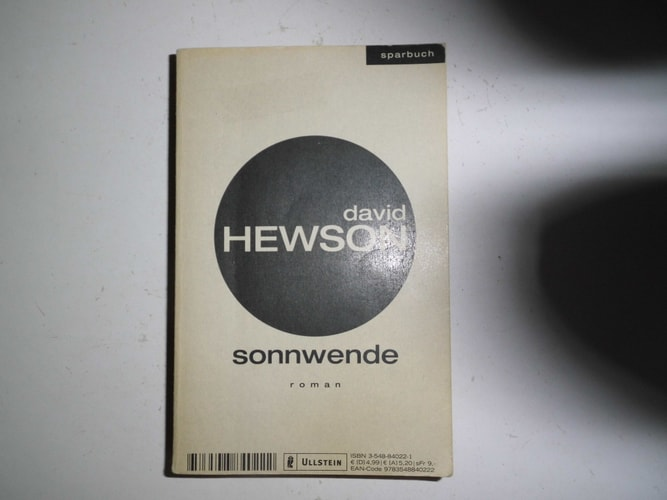 sparbuch
david
HEWSON
sonnwende
roman
ULLSTEIN
ISBN 3-548-84022-1
€ (D) 4,99 | € (A) 5,20 | sFr 9,-
EAN-Code 9783548840222